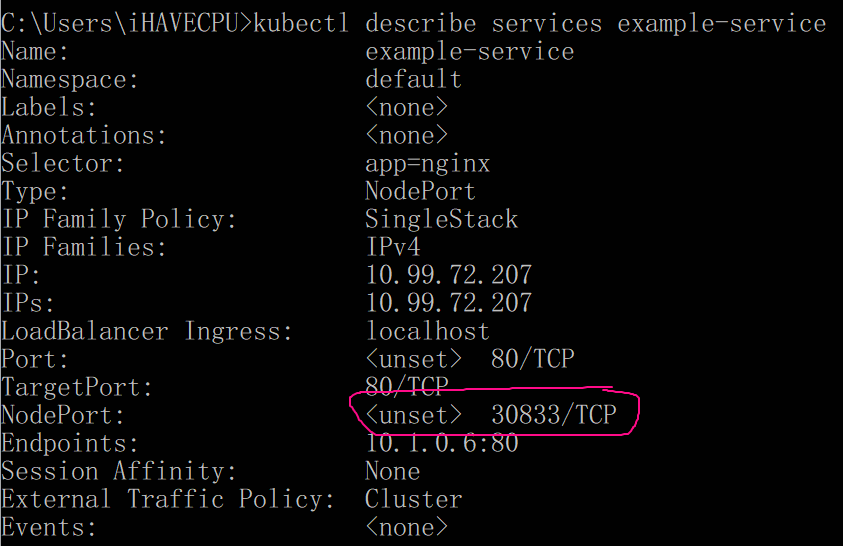 C:\Users\iHAVECPU>kubectl describe services example-service
Name: example-service
Namespace: default
Labels: <none>
Annotations: <none>
Selector: app=nginx
Type: NodePort
IP Family Policy: SingleStack
IP Families: IPv4
IP: 10.99.72.207
IPs: 10.99.72.207
LoadBalancer Ingress: localhost
Port: <unset> 80/TCP
TargetPort: 80/TCP
NodePort: <unset> 30833/TCP
Endpoints: 10.1.0.6:80
Session Affinity: None
External Traffic Policy: Cluster
Events: <none>